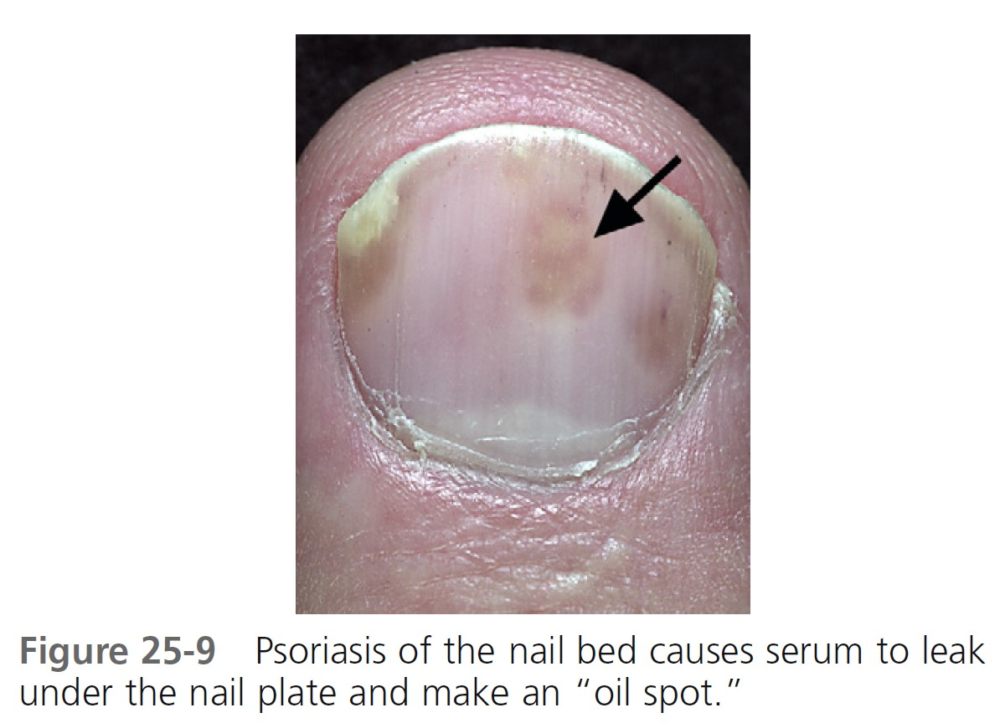 Figure 25-9 Psoriasis of the nail bed causes serum to leak
under the nail plate and make an “oil spot.”